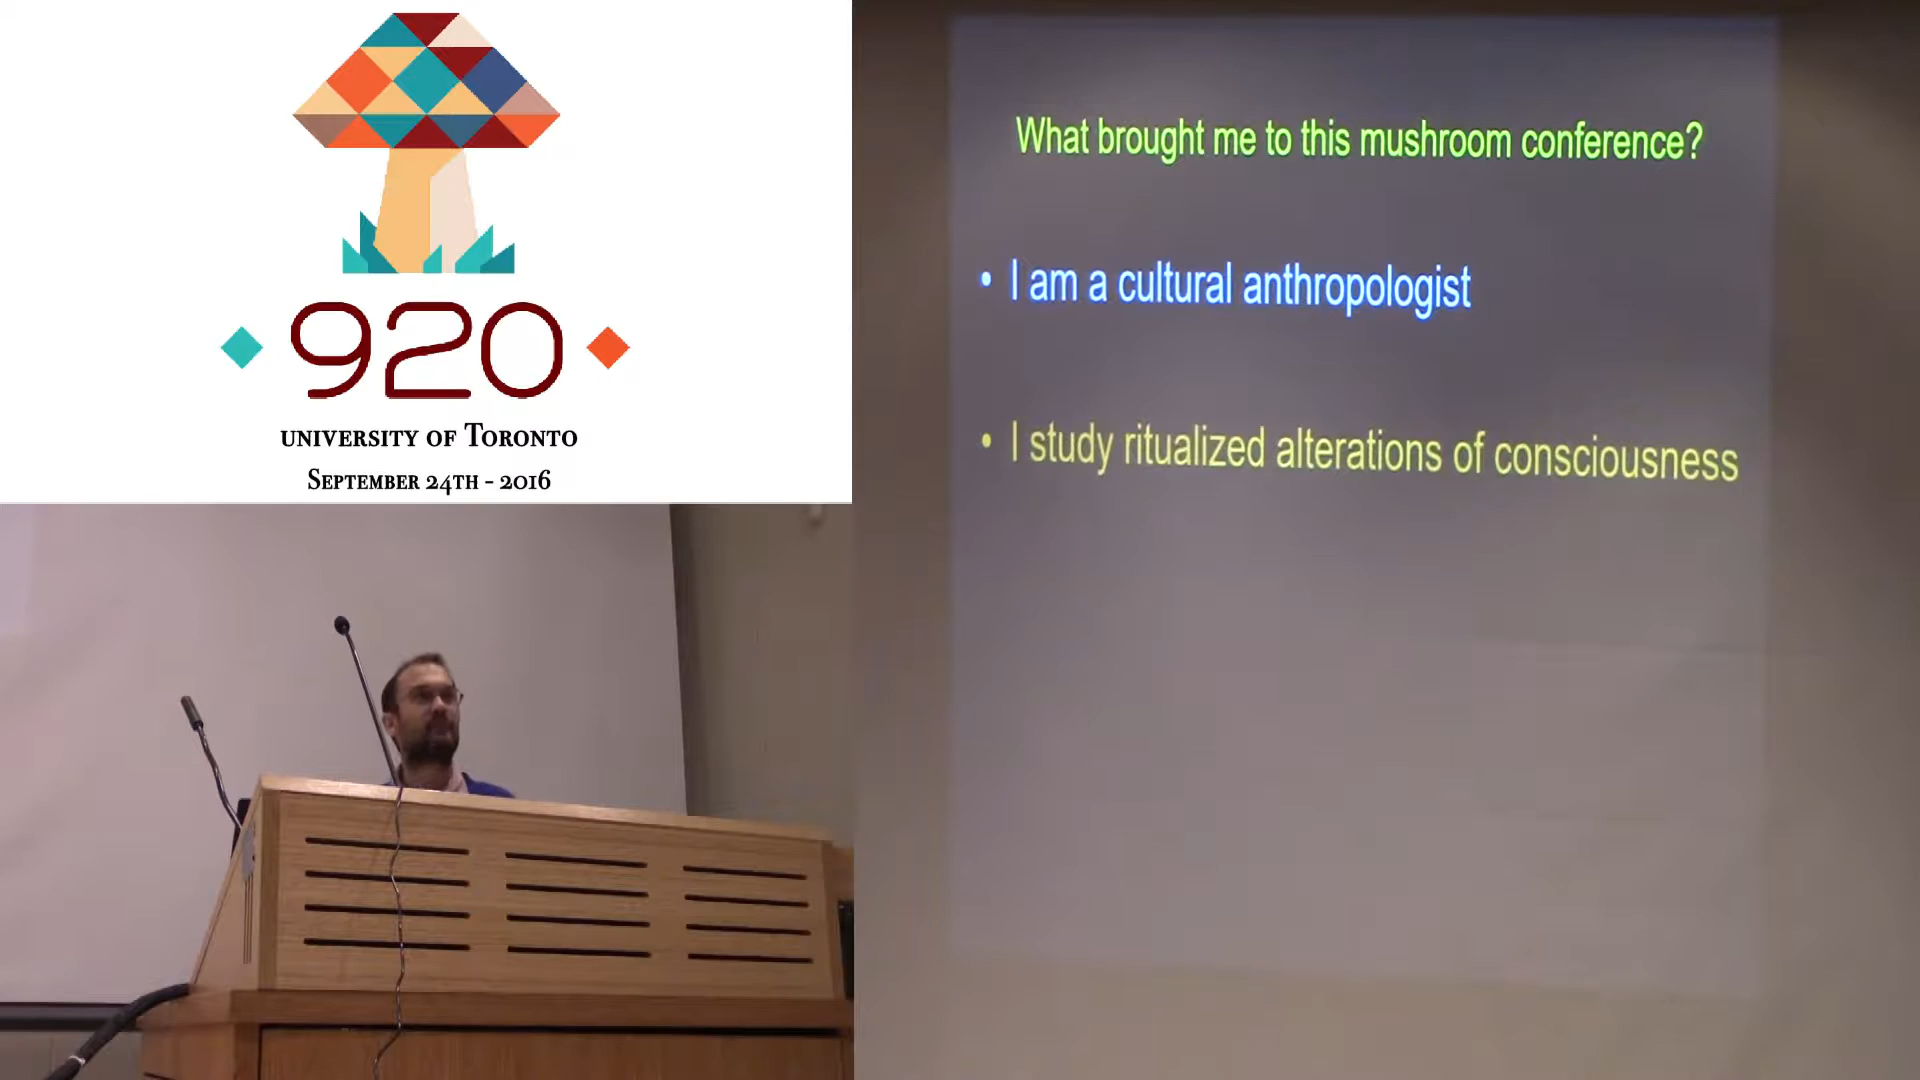 920
UNIVERSITY OF TORONTO
SEPTEMBER 24TH - 2016
What brought me to this mushroom conference?
• I am a cultural anthropologist
• I study ritualized alterations of consciousness